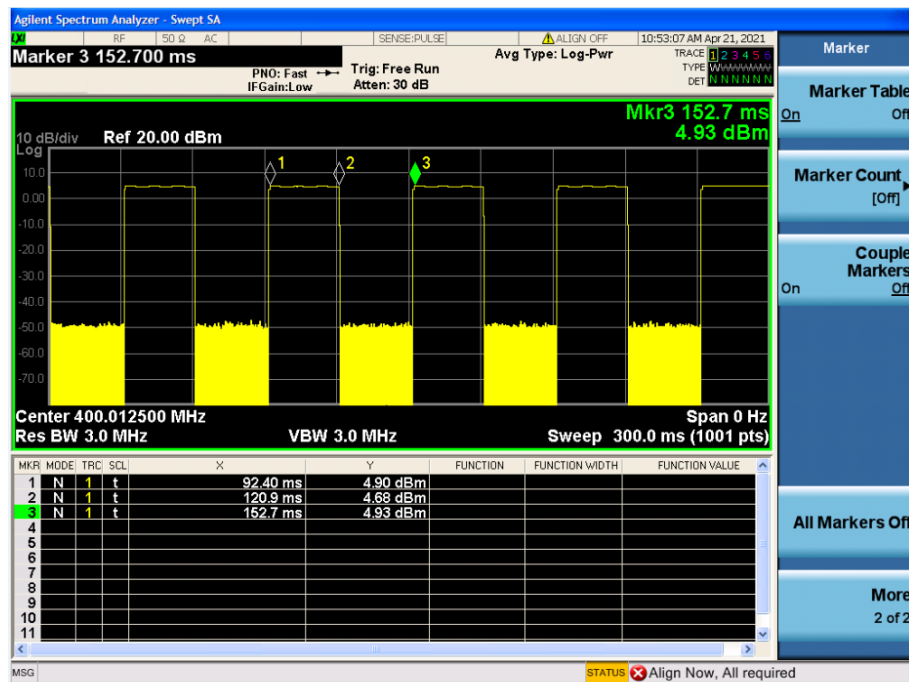 Agilent Spectrum Analyzer - Swept SA
LXI RF 50 Ω AC SENSE:PULSE ALIGN OFF 10:53:07 AM Apr 21, 2021
Marker 3 152.700 ms
PNO: Fast
IFGain:Low
Trig: Free Run
Atten: 30 dB
Avg Type: Log-Pwr
TRACE 1 2 3 4 5 6
TYPE WWWWWW
DET N N N N N N
Mkr3 152.7 ms
4.93 dBm
10 dB/div Ref 20.00 dBm
Log
10.0
0.00
-10.0
-20.0
-30.0
-40.0
-50.0
-60.0
-70.0
1 2 3
Center 400.012500 MHz Span 0 Hz
Res BW 3.0 MHz VBW 3.0 MHz Sweep 300.0 ms (1001 pts)
MKR MODE TRC SCL X Y FUNCTION FUNCTION WIDTH FUNCTION VALUE
1 N 1 t 92.40 ms 4.90 dBm
2 N 1 t 120.9 ms 4.68 dBm
3 N 1 t 152.7 ms 4.93 dBm
4
5
6
7
8
9
10
11
MSG STATUS Align Now, All required
Marker
Marker Table
On Off
Marker Count
[Off]
Couple
Markers
On Off
All Markers Off
More
2 of 2